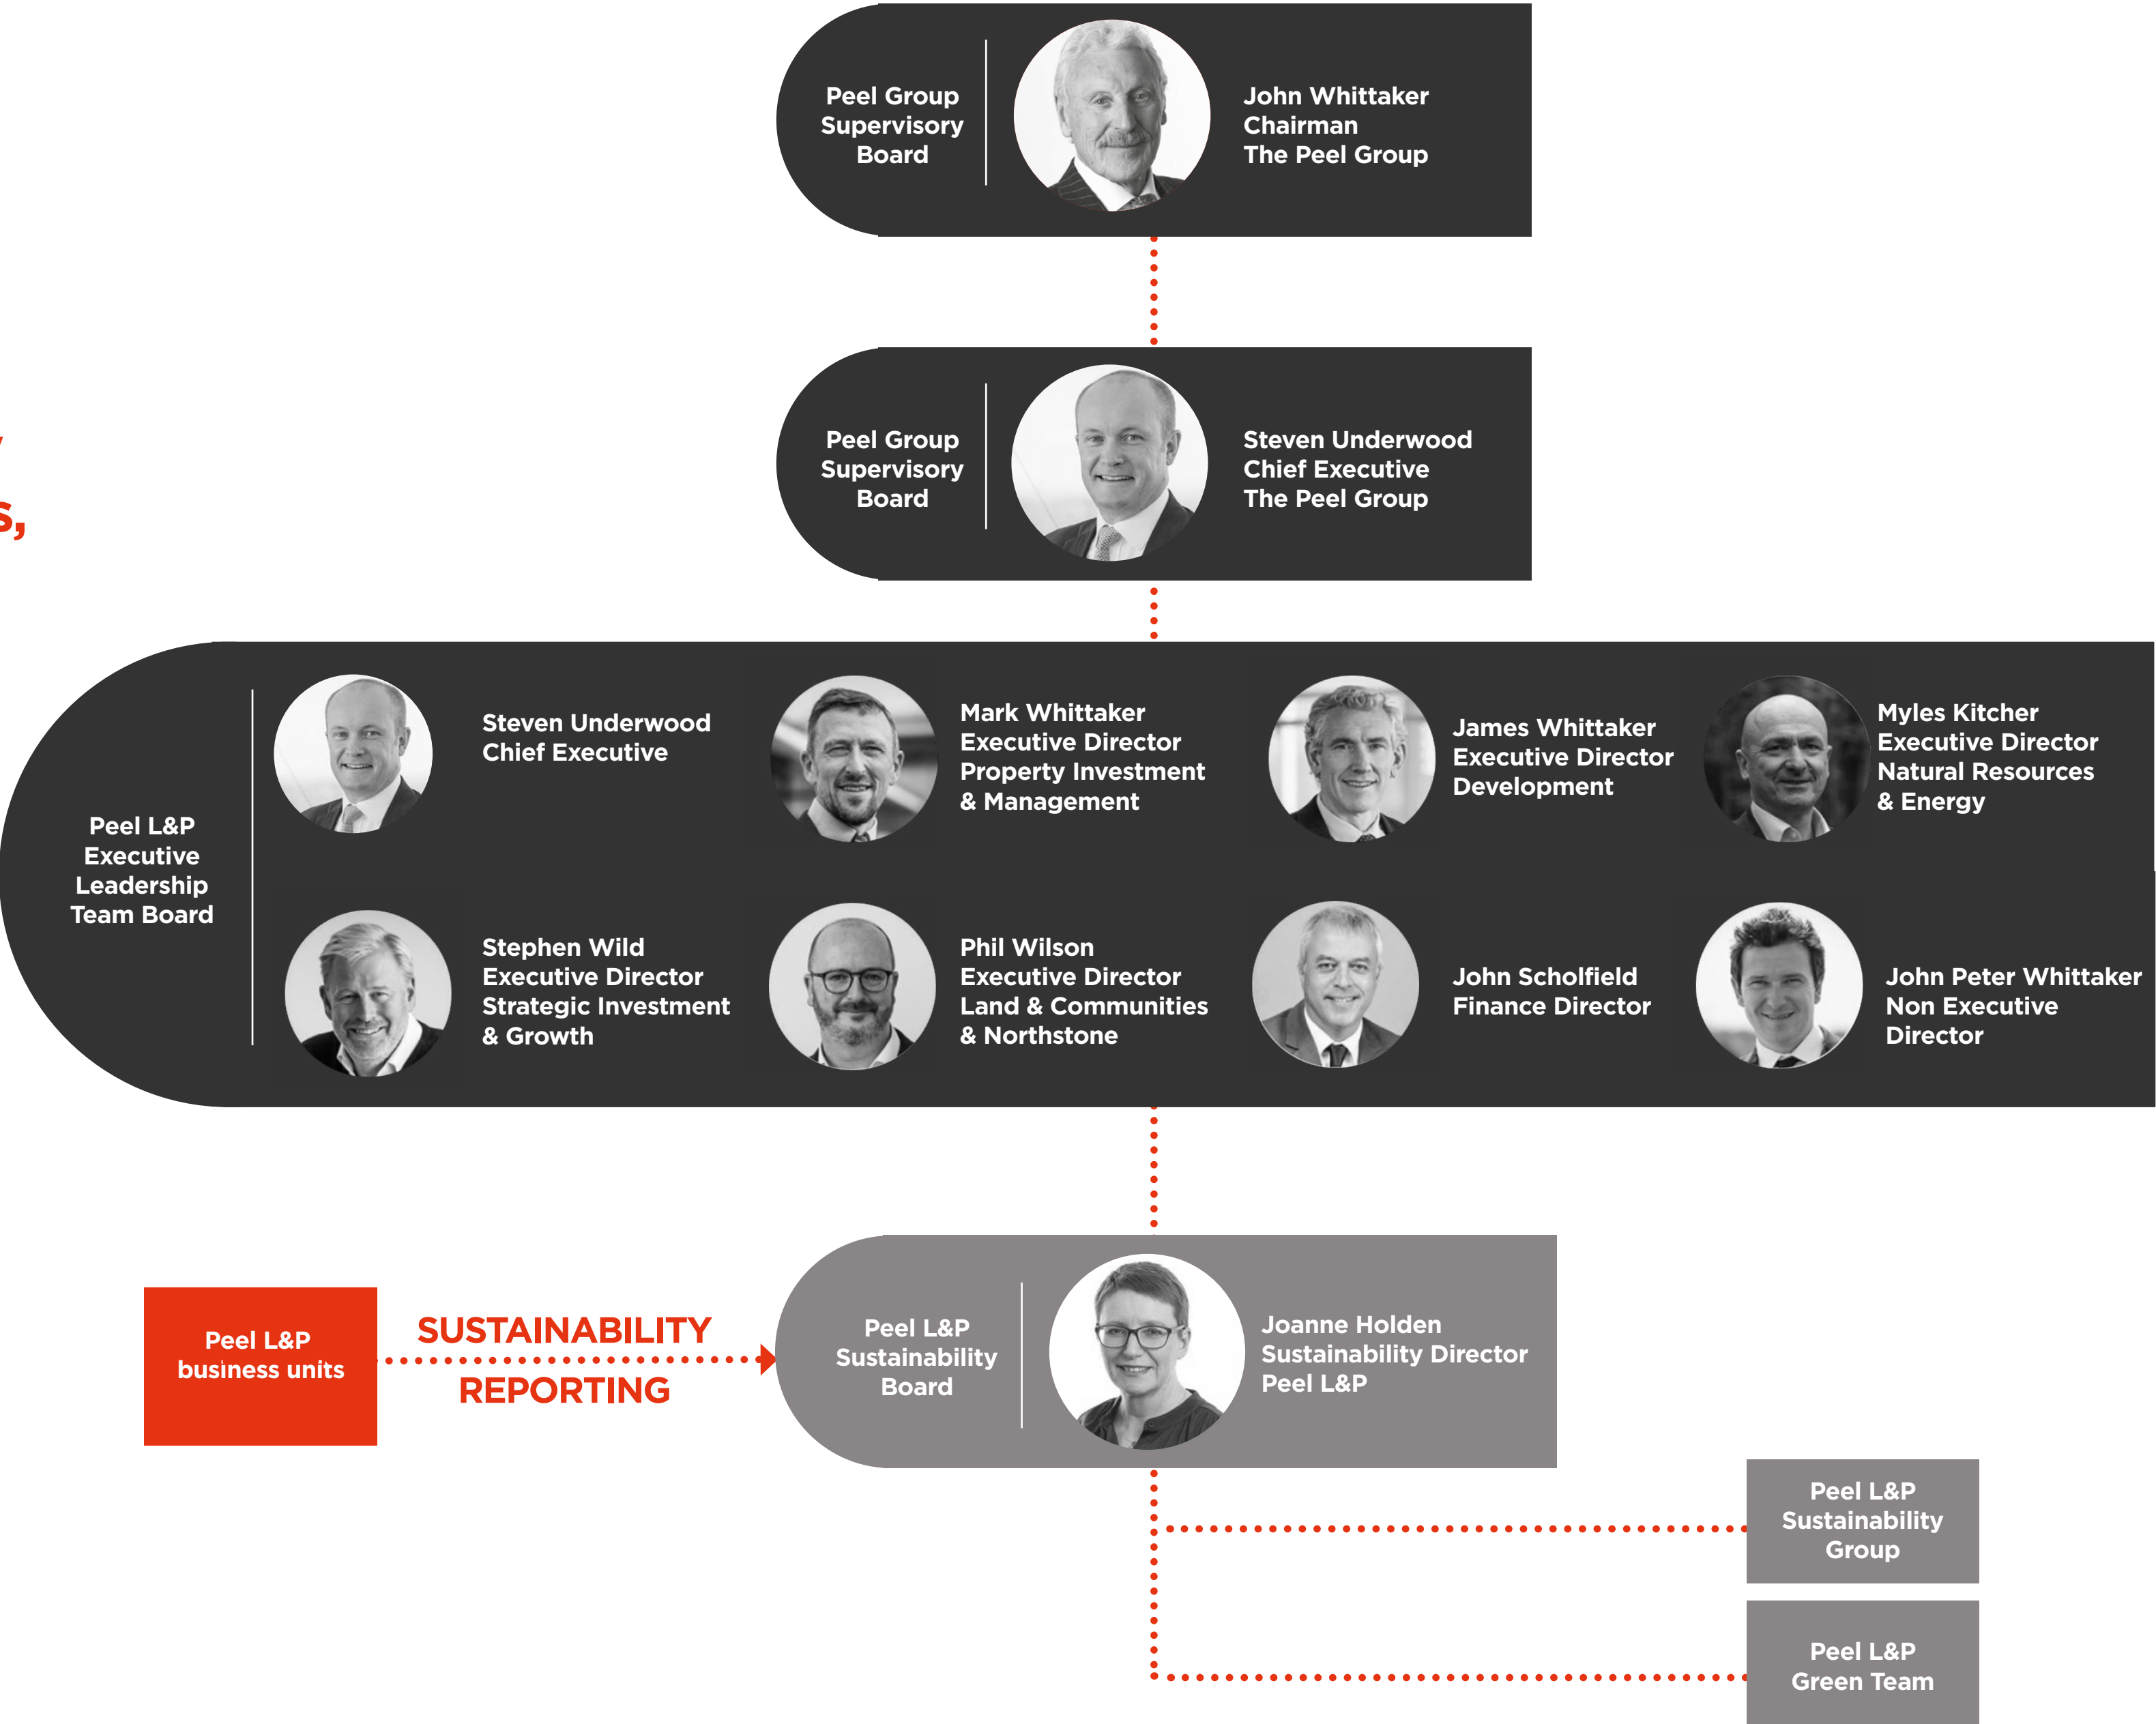 Peel Group
Supervisory
Board
John Whittaker
Chairman
The Peel Group
Peel Group
Supervisory
Board
Steven Underwood
Chief Executive
The Peel Group
s,
Peel L&P
Executive
Leadership
Team Board
Steven Underwood
Chief Executive
Mark Whittaker
Executive Director
Property Investment
& Management
James Whittaker
Executive Director
Development
Myles Kitcher
Executive Director
Natural Resources
& Energy
Stephen Wild
Executive Director
Strategic Investment
& Growth
Phil Wilson
Executive Director
Land & Communities
& Northstone
John Scholfield
Finance Director
John Peter Whittaker
Non Executive
Director
Peel L&P
business units
SUSTAINABILITY
REPORTING
Peel L&P
Sustainability
Board
Joanne Holden
Sustainability Director
Peel L&P
Peel L&P
Sustainability
Group
Peel L&P
Green Team